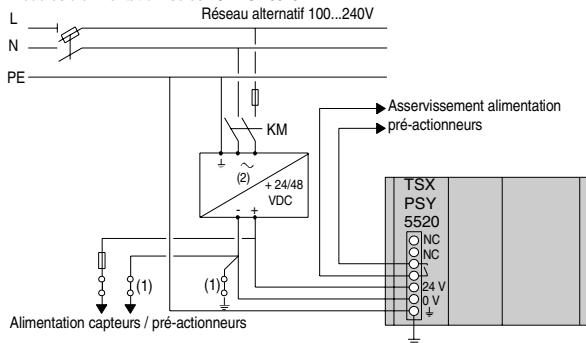 Réseau alternatif 100...240V
L
N
PE
Asservissement alimentation
pré-actionneurs
KM
(2)
+ 24/48
VDC
- +
TSX
PSY
5520
NC
NC
24 V
0 V
(1)
(1)
Alimentation capteurs / pré-actionneurs